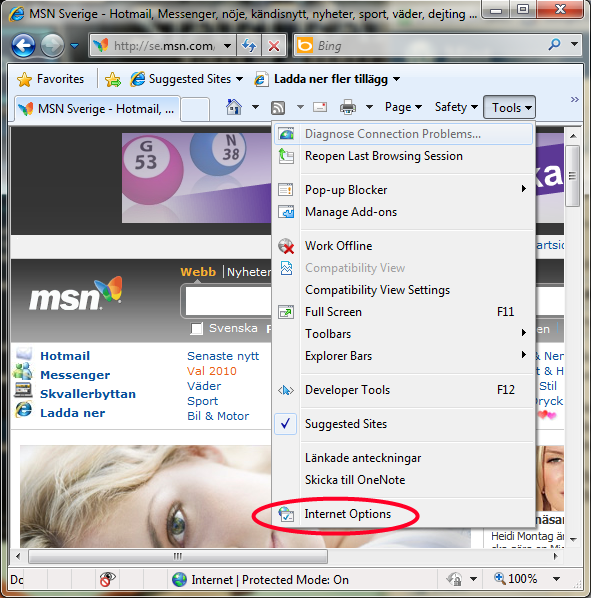 MSN Sverige - Hotmail, Messenger, nöje, kändisnytt, nyheter, sport, väder, dejting ...
http://se.msn.com/
Bing
Favorites Suggested Sites Ladda ner fler tillägg
MSN Sverige - Hotmail, ...
Page Safety Tools »
Diagnose Connection Problems...
Reopen Last Browsing Session
Pop-up Blocker
Manage Add-ons
Work Offline
Compatibility View
Compatibility View Settings
Full Screen F11
Toolbars
Explorer Bars
Developer Tools F12
Suggested Sites
Länkade anteckningar
Skicka till OneNote
Internet Options
G
53
N
38
ka
artsid
Webb Nyheter
msn
Svenska
en
Hotmail
Messenger
Skvallerbyttan
Ladda ner
Senaste nytt
Val 2010
Väder
Sport
Bil & Motor
& Nen
t & H
Stil
Dryck
mäsar
Heidi Montag är
Internet | Protected Mode: On
100%